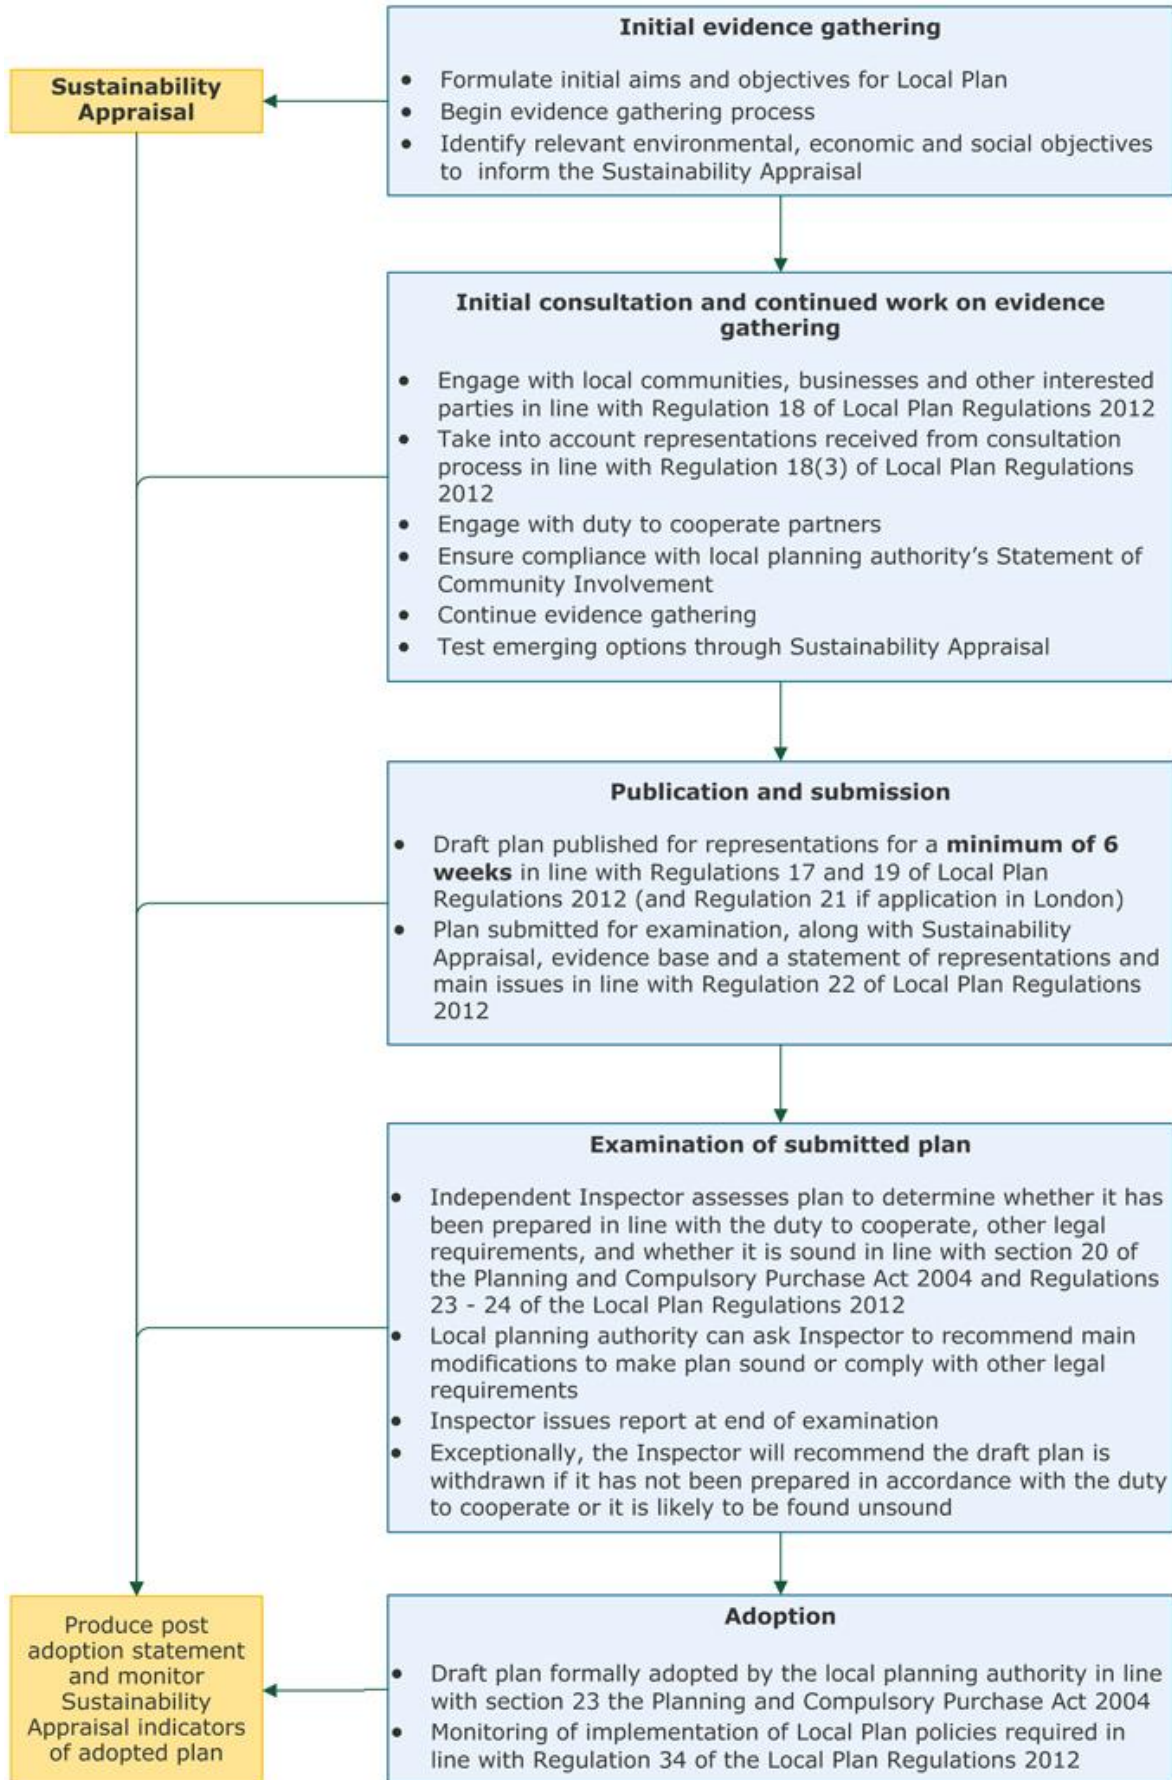 Initial evidence gathering
• Formulate initial aims and objectives for Local Plan
• Begin evidence gathering process
• Identify relevant environmental, economic and social objectives
to  inform the Sustainability Appraisal
Sustainability
Appraisal
Initial consultation and continued work on evidence
gathering
• Engage with local communities, businesses and other interested
parties in line with Regulation 18 of Local Plan Regulations 2012
• Take into account representations received from consultation
process in line with Regulation 18(3) of Local Plan Regulations
2012
• Engage with duty to cooperate partners
• Ensure compliance with local planning authority's Statement of
Community Involvement
• Continue evidence gathering
• Test emerging options through Sustainability Appraisal
Publication and submission
• Draft plan published for representations for a minimum of 6
weeks in line with Regulations 17 and 19 of Local Plan
Regulations 2012 (and Regulation 21 if application in London)
• Plan submitted for examination, along with Sustainability
Appraisal, evidence base and a statement of representations and
main issues in line with Regulation 22 of Local Plan Regulations
2012
Examination of submitted plan
• Independent Inspector assesses plan to determine whether it has
been prepared in line with the duty to cooperate, other legal
requirements, and whether it is sound in line with section 20 of
the Planning and Compulsory Purchase Act 2004 and Regulations
23 - 24 of the Local Plan Regulations 2012
• Local planning authority can ask Inspector to recommend main
modifications to make plan sound or comply with other legal
requirements
• Inspector issues report at end of examination
• Exceptionally, the Inspector will recommend the draft plan is
withdrawn if it has not been prepared in accordance with the duty
to cooperate or it is likely to be found unsound
Adoption
• Draft plan formally adopted by the local planning authority in line
with section 23 the Planning and Compulsory Purchase Act 2004
• Monitoring of implementation of Local Plan policies required in
line with Regulation 34 of the Local Plan Regulations 2012
Produce post
adoption statement
and monitor
Sustainability
Appraisal indicators
of adopted plan